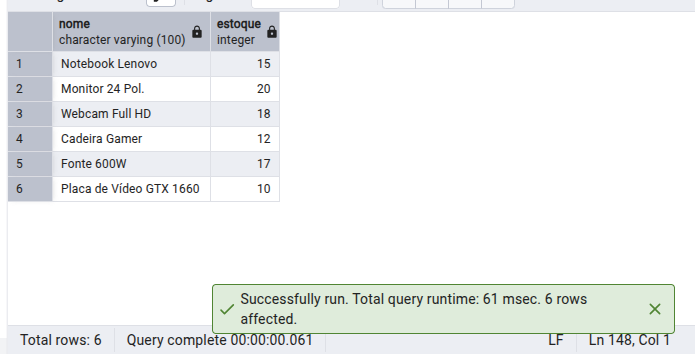 nome estoque
character varying (100) integer
1 Notebook Lenovo 15
2 Monitor 24 Pol. 20
3 Webcam Full HD 18
4 Cadeira Gamer 12
5 Fonte 600W 17
6 Placa de Vídeo GTX 1660 10
Successfully run. Total query runtime: 61 msec. 6 rows
affected.
Total rows: 6 Query complete 00:00:00.061 LF Ln 148, Col 1